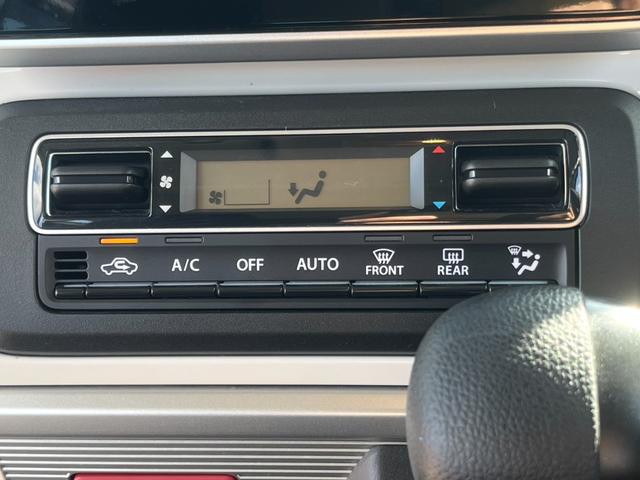 A/C OFF AUTO FRONT REAR